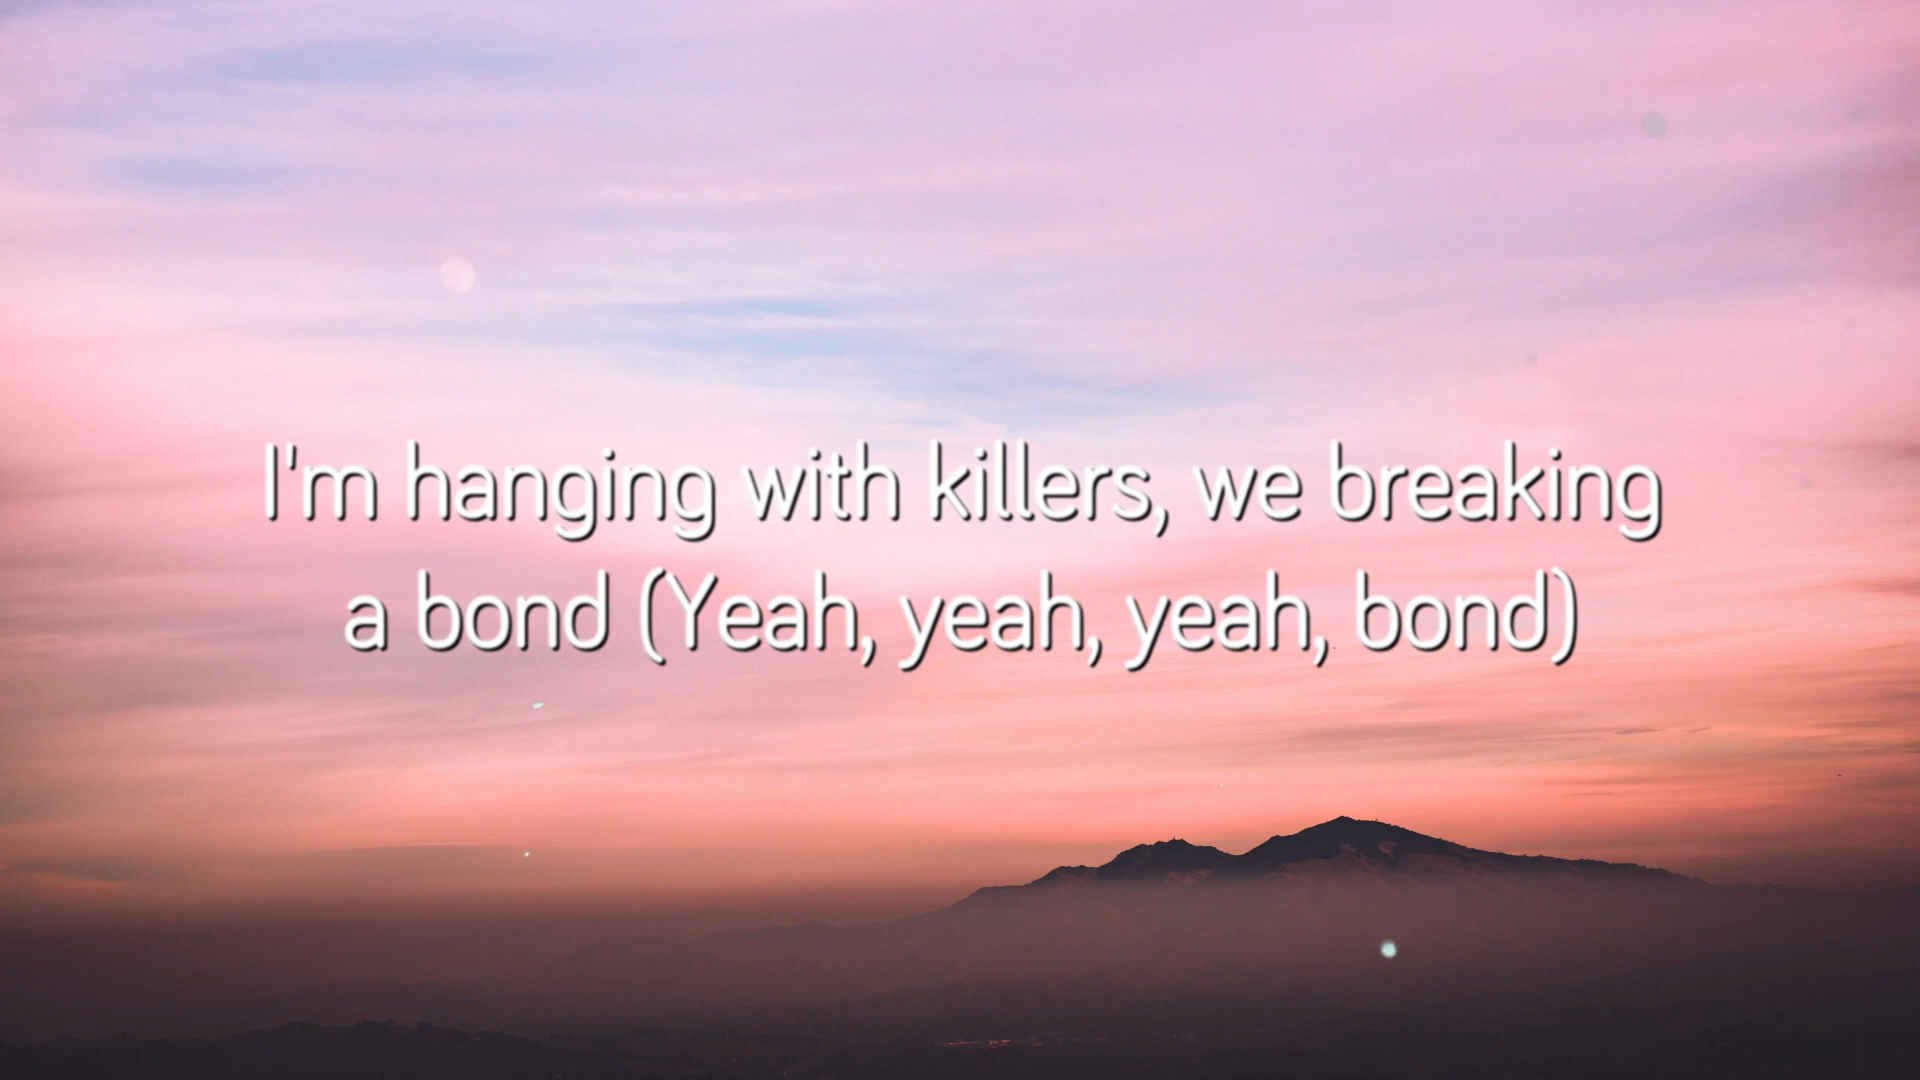 I'm hanging with killers, we breaking
a bond (Yeah, yeah, yeah, bond)